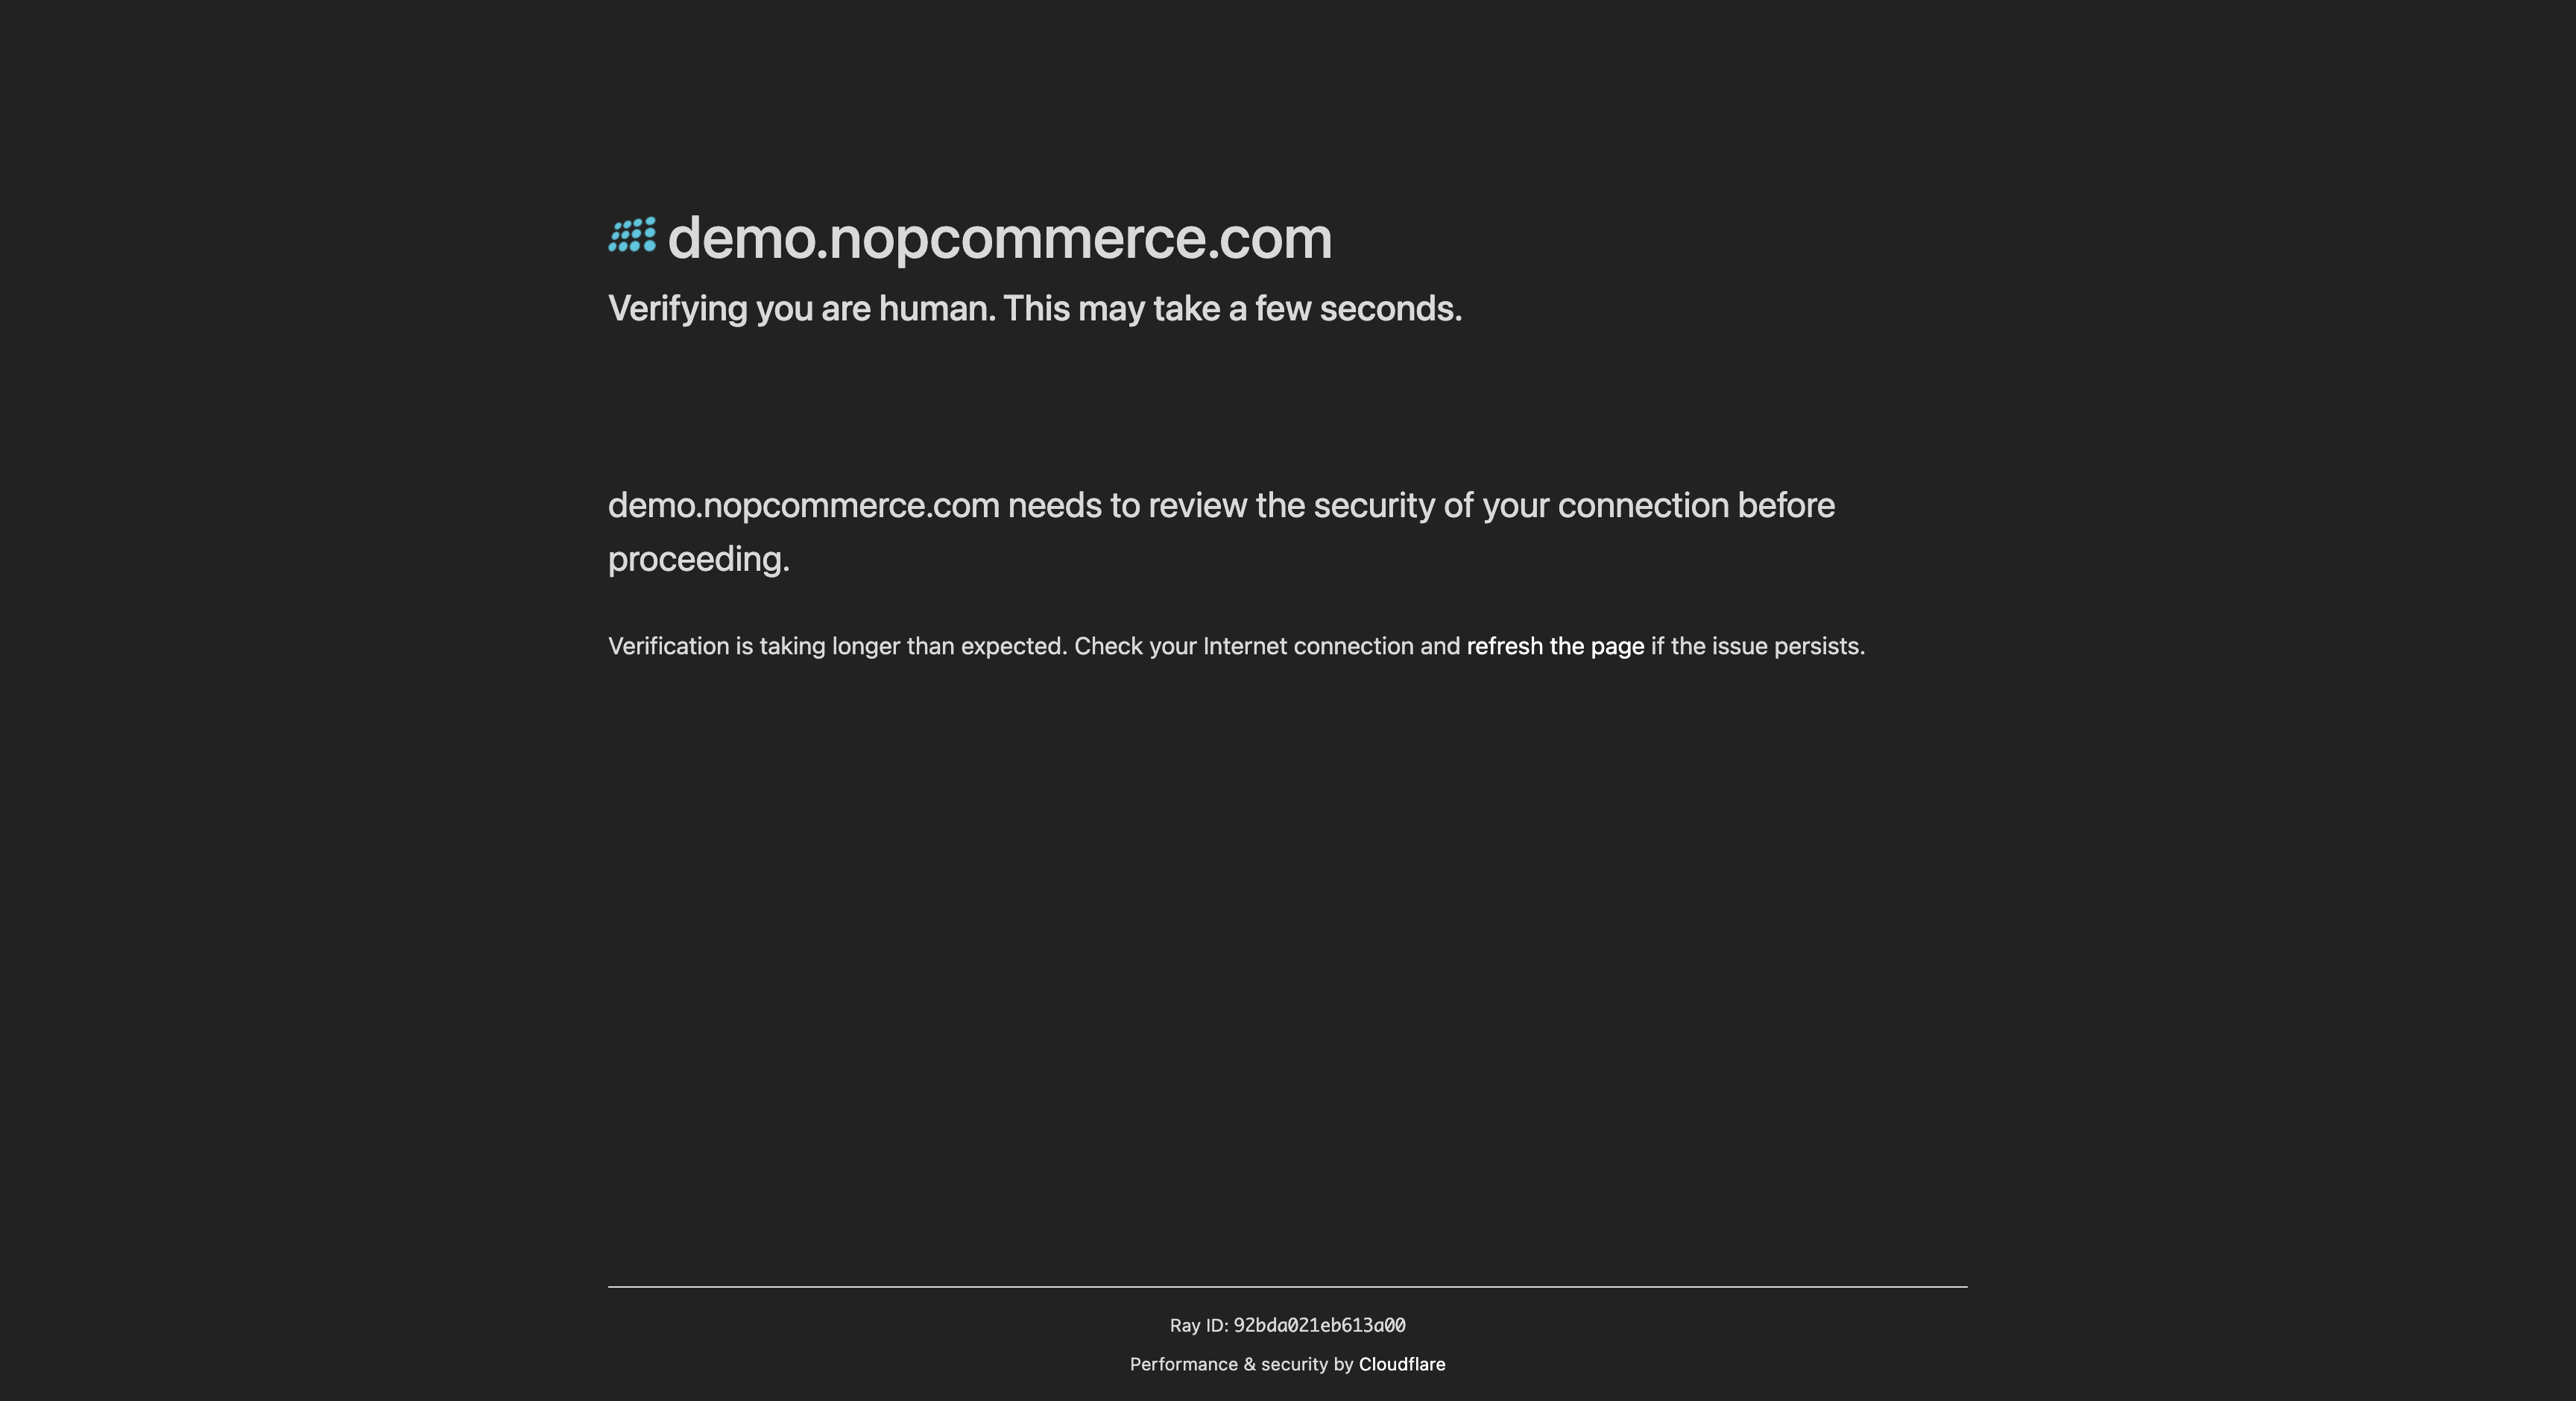 demo.nopcommerce.com
Verifying you are human. This may take a few seconds.
demo.nopcommerce.com needs to review the security of your connection before
proceeding.
Verification is taking longer than expected. Check your Internet connection and refresh the page if the issue persists.
Ray ID: 92bda021eb613a00
Performance & security by Cloudflare